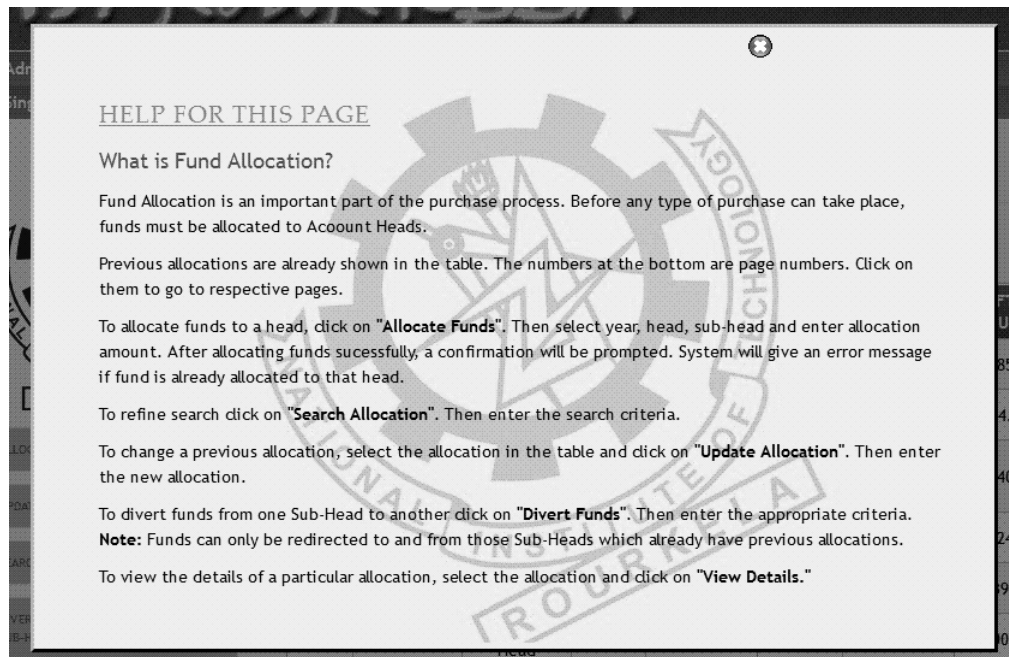 HELP FOR THIS PAGE
What is Fund Allocation?
Fund Allocation is an important part of the purchase process. Before any type of purchase can take place,
funds must be allocated to Acoount Heads.
Previous allocations are already shown in the table. The numbers at the bottom are page numbers. Click on
them to go to respective pages.
To allocate funds to a head, click on "Allocate Funds". Then select year, head, sub-head and enter allocation
amount. After allocating funds sucessfully, a confirmation will be prompted. System will give an error message
if fund is already allocated to that head.
To refine search click on "Search Allocation". Then enter the search criteria.
To change a previous allocation, select the allocation in the table and click on "Update Allocation". Then enter
the new allocation.
To divert funds from one Sub-Head to another click on "Divert Funds". Then enter the appropriate criteria.
Note: Funds can only be redirected to and from those Sub-Heads which already have previous allocations.
To view the details of a particular allocation, select the allocation and click on "View Details."
NATIONAL INSTITUTE OF TECHNOLOGY
ROURKELA
Head